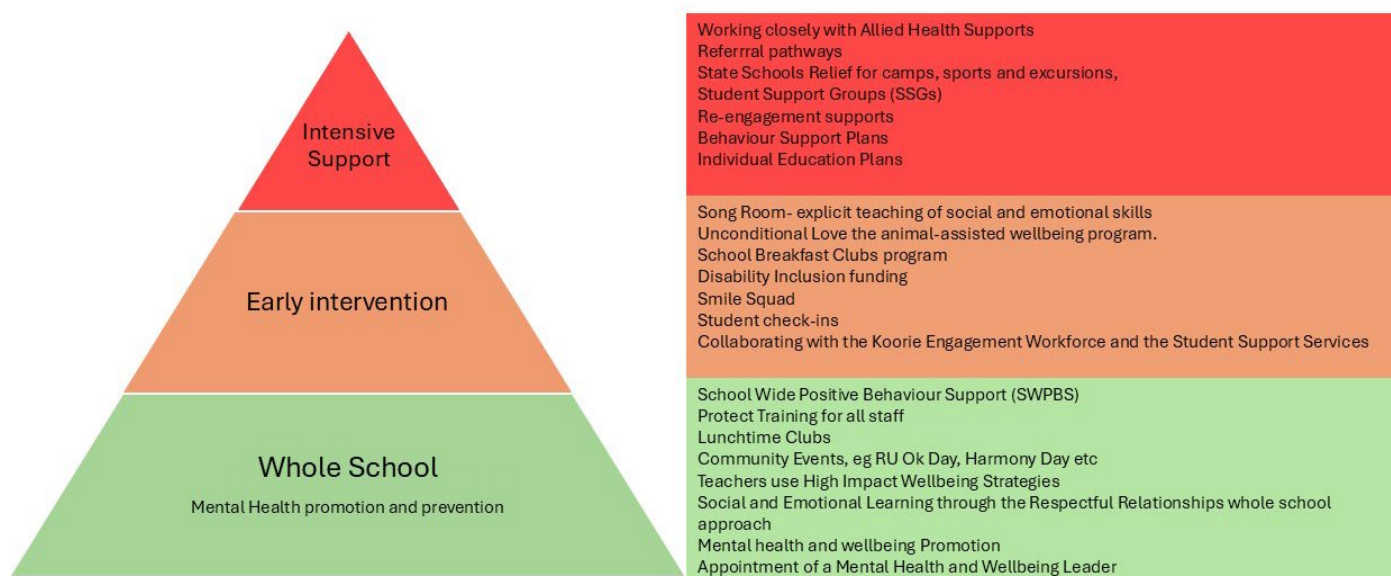 Intensive
Support
Early intervention
Whole School
Mental Health promotion and prevention
Working closely with Allied Health Supports
Referrral pathways
State Schools Relief for camps, sports and excursions,
Student Support Groups (SSGs)
Re-engagement supports
Behaviour Support Plans
Individual Education Plans
Song Room- explicit teaching of social and emotional skills
Unconditional Love the animal-assisted wellbeing program.
School Breakfast Clubs program
Disability Inclusion funding
Smile Squad
Student check-ins
Collaborating with the Koorie Engagement Workforce and the Student Support Services
School Wide Positive Behaviour Support (SWPBS)
Protect Training for all staff
Lunchtime Clubs
Community Events, eg RU Ok Day, Harmony Day etc
Teachers use High Impact Wellbeing Strategies
Social and Emotional Learning through the Respectful Relationships whole school
approach
Mental health and wellbeing Promotion
Appointment of a Mental Health and Wellbeing Leader